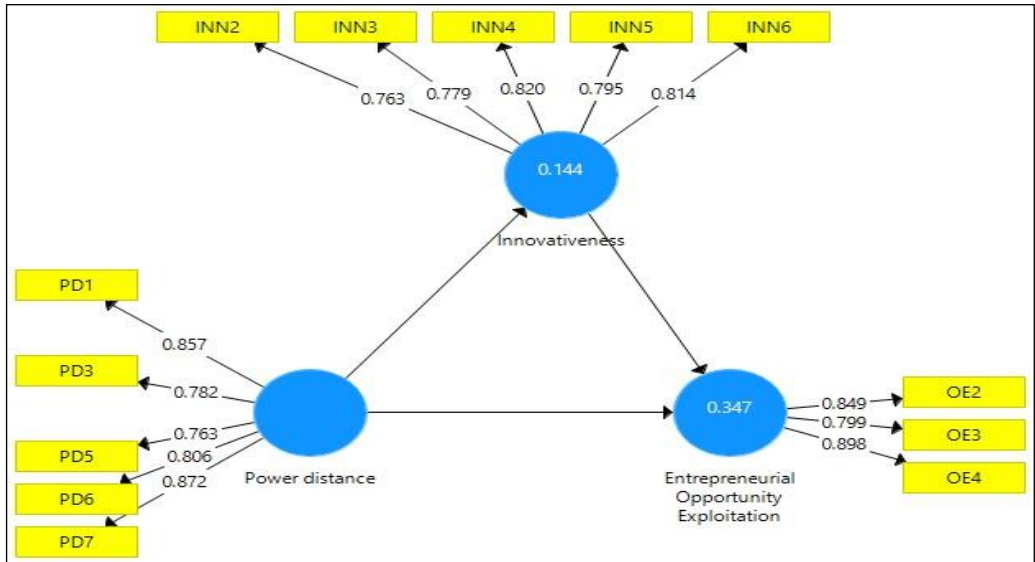 INN2
INN3
INN4
INN5
INN6
0.763
0.779
0.820
0.795
0.814
0.144
Innovativeness
PD1
PD3
PD5
PD6
PD7
0.857
0.782
0.763
0.806
0.872
Power distance
0.347
Entrepreneurial
Opportunity
Exploitation
0.849
0.799
0.898
OE2
OE3
OE4